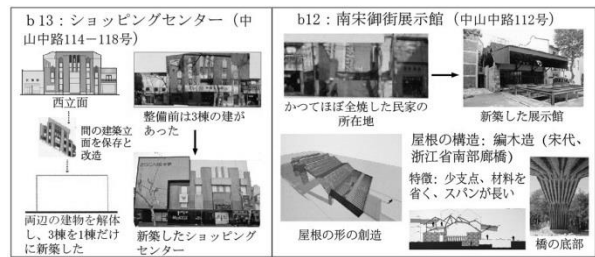 b13：ショッピングセンター（中
山中路114－118号）
西立面
整備前は3棟の建が
あった
間の建築立
面を保存と
改造
両辺の建物を解体
し、3棟を1棟だけ
に新築した
新築したショッピング
センター
b12：南宋御街展示館（中山中路112号）
かつてほぼ全焼した民家の
所在地
新築した展示館
屋根の構造：編木造（宋代、
浙江省南部廊橋）
特徴：少支点、材料を
省く、スパンが長い
屋根の形の創造
橋の底部